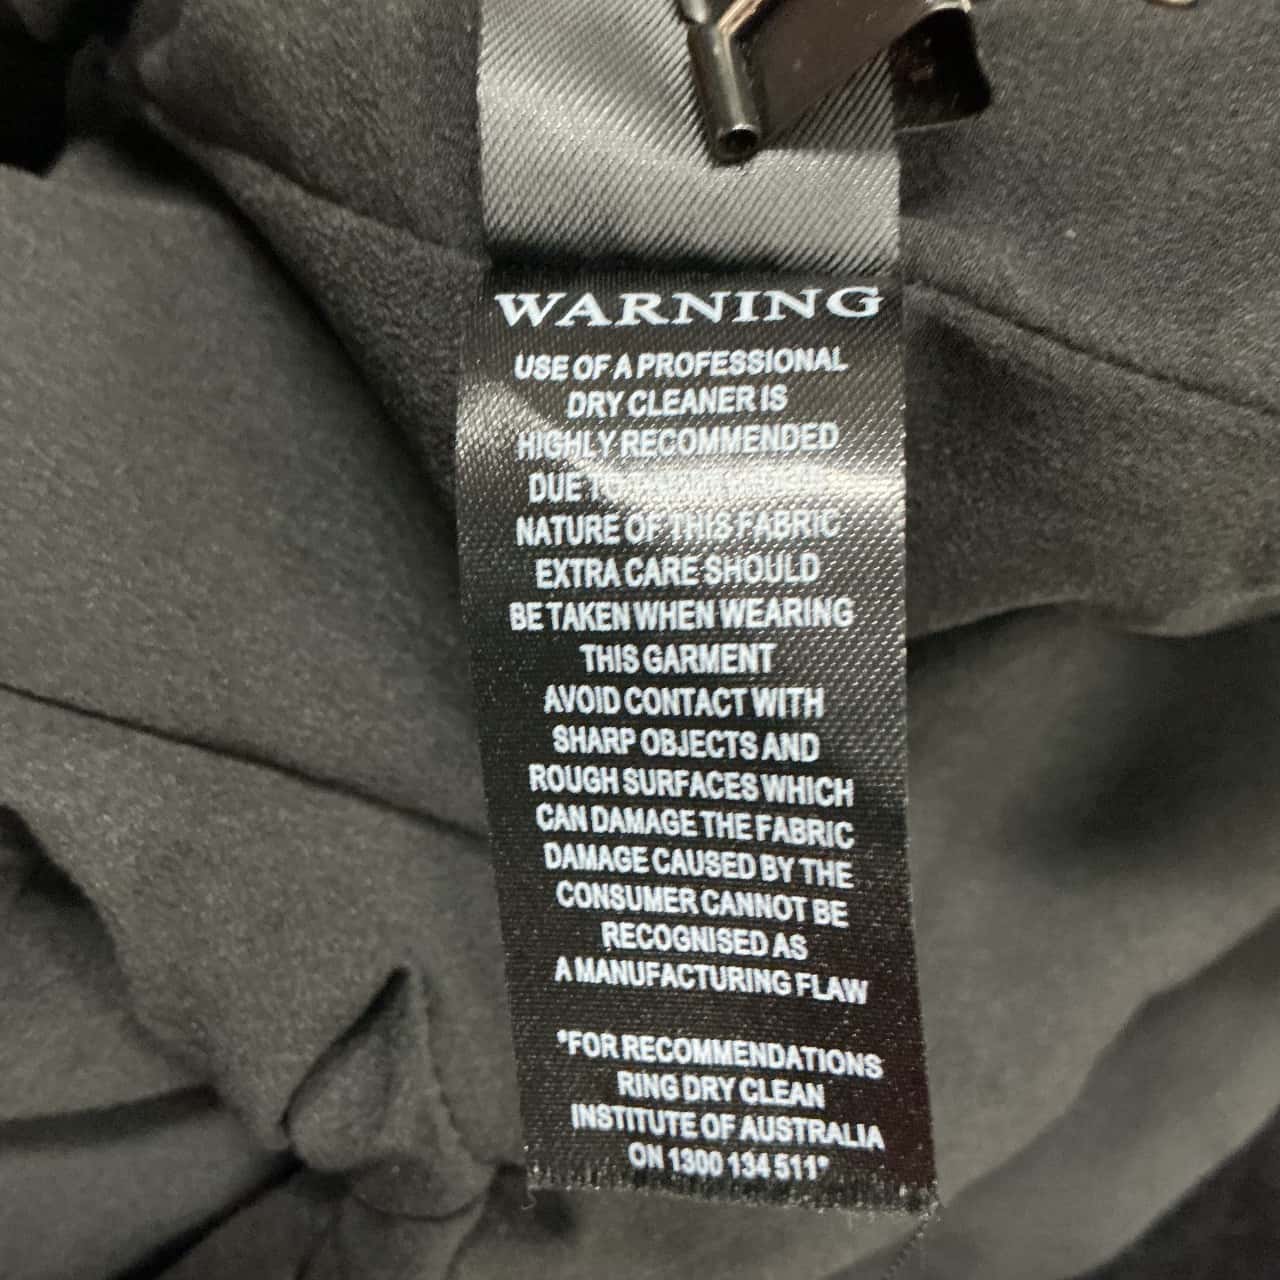 WARNING
USE OF A PROFESSIONAL
DRY CLEANER IS
HIGHLY RECOMMENDED
DUE TO
NATURE OF THIS FABRIC
EXTRA CARE SHOULD
BE TAKEN WHEN WEARING
THIS GARMENT
AVOID CONTACT WITH
SHARP OBJECTS AND
ROUGH SURFACES WHICH
CAN DAMAGE THE FABRIC
DAMAGE CAUSED BY THE
CONSUMER CANNOT BE
RECOGNISED AS
A MANUFACTURING FLAW
*FOR RECOMMENDATIONS
RING DRY CLEAN
INSTITUTE OF AUSTRALIA
ON 1300 134 511*